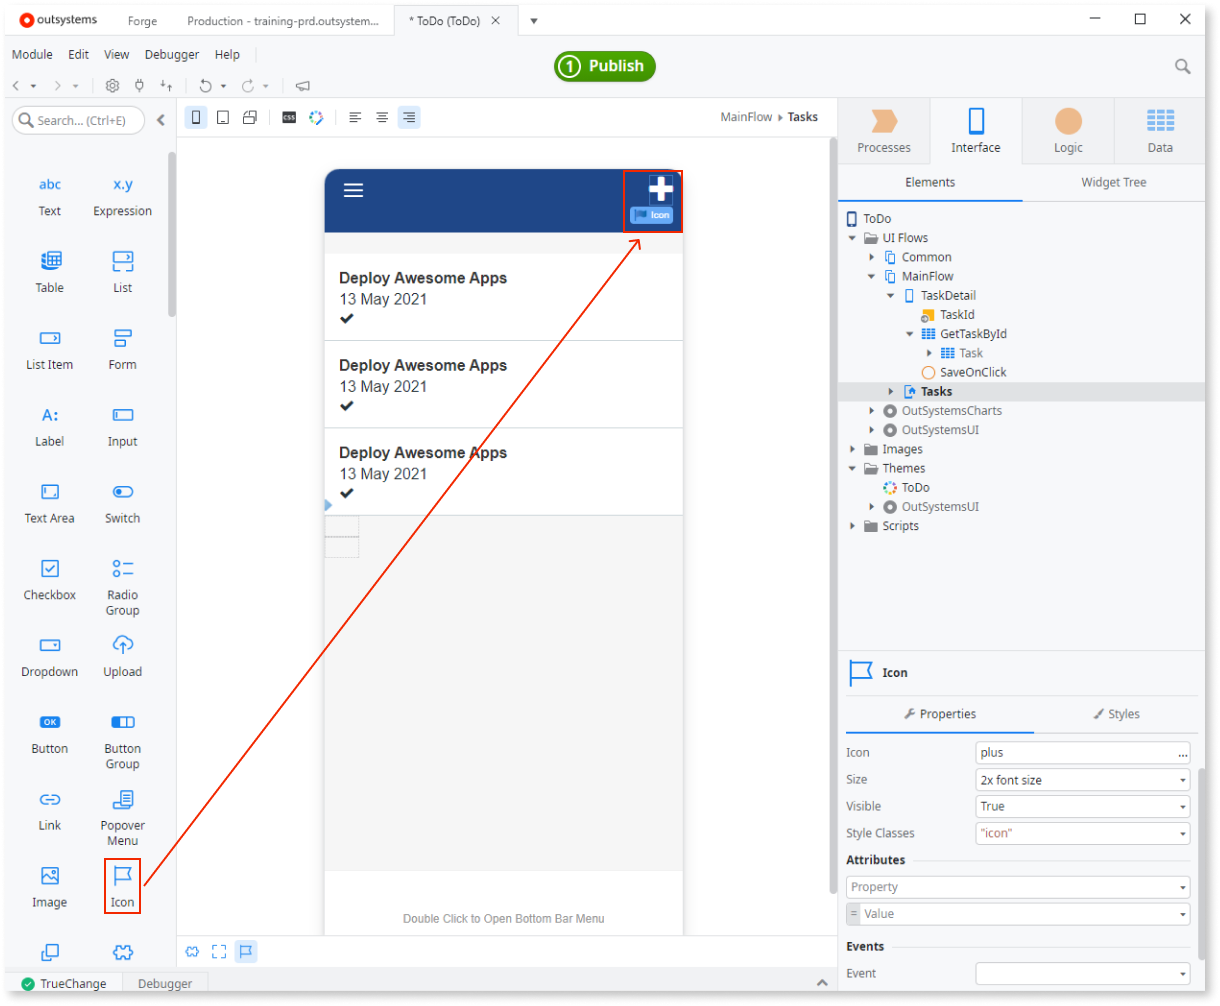 outsystems
Forge
Production - training-prd.outsystem...
* ToDo (ToDo)
Module Edit View Debugger Help
1 Publish
Search... (Ctrl+E)
CSS
MainFlow Tasks
abc
Text
x.y
Expression
Table
List
List Item
Form
A:
Label
Input
Text Area
Switch
Checkbox
Radio
Group
Dropdown
Upload
OK
Button
Button
Group
Link
Popover
Menu
Image
Icon
Icon
Deploy Awesome Apps
13 May 2021
Deploy Awesome Apps
13 May 2021
Deploy Awesome Apps
13 May 2021
Double Click to Open Bottom Bar Menu
Processes
Interface
Logic
Data
Elements
Widget Tree
ToDo
UI Flows
Common
MainFlow
TaskDetail
TaskId
GetTaskById
Task
SaveOnClick
Tasks
OutSystemsCharts
OutSystemsUI
Images
Themes
ToDo
OutSystemsUI
Scripts
Icon
Properties
Styles
Icon plus ...
Size 2x font size
Visible True
Style Classes "icon"
Attributes
Property
= Value
Events
Event
TrueChange
Debugger